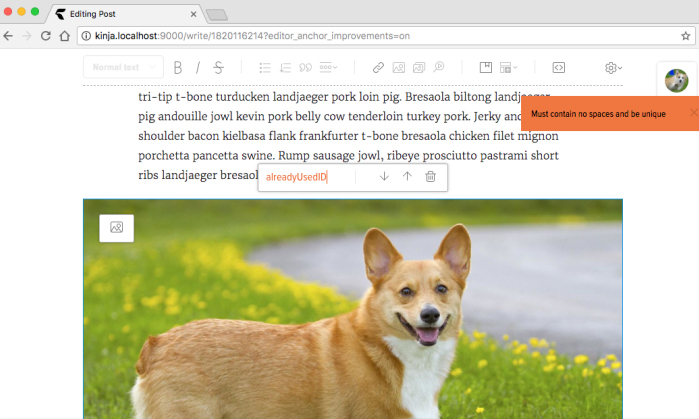 Editing Post
kinja.localhost:9000/write/1820116214?editor_anchor_improvements=on
Normal text
B I S
tri-tip t-bone turducken landjaeger pork loin pig. Bresaola biltong landjaeger
Must contain no spaces and be unique
pig andouille jowl kevin pork belly cow tenderloin turkey pork. Jerky
shoulder bacon kielbasa flank frankfurter t-bone bresaola chicken filet mignon
porchetta pancetta swine. Rump sausage jowl, ribeye prosciutto pastrami short
ribs landjaeger
alreadyUsedID